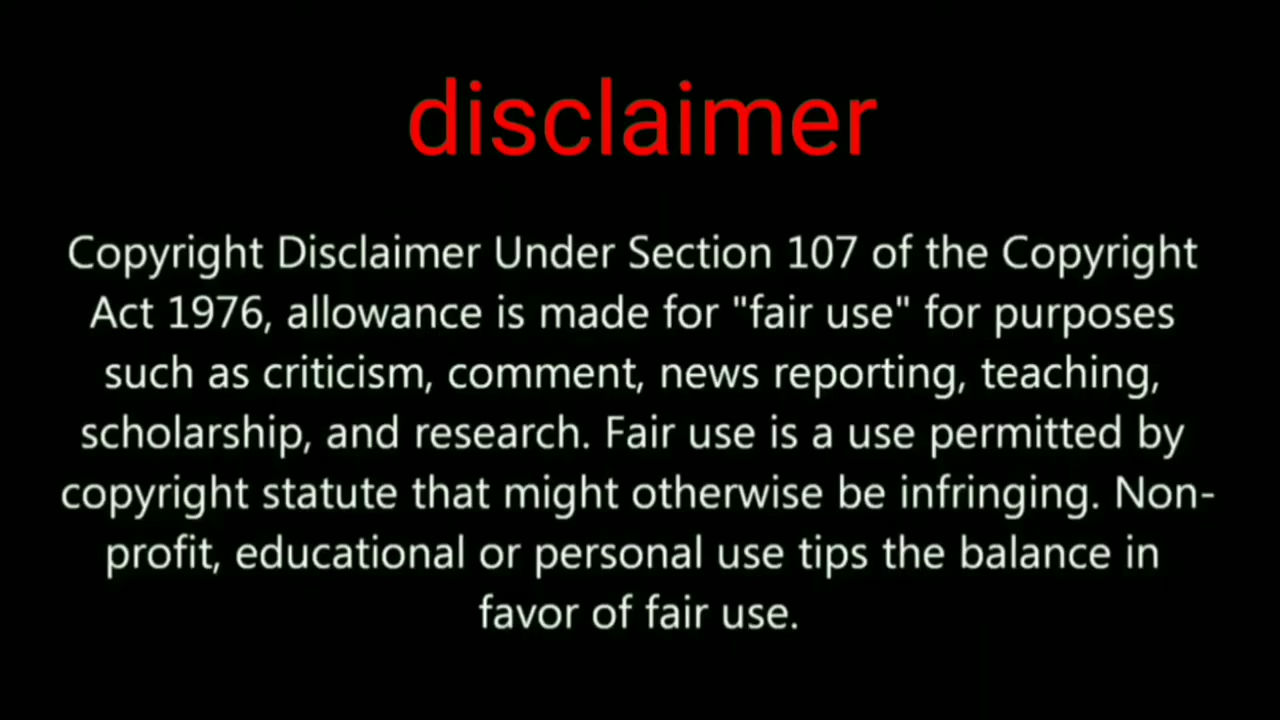 disclaimer
Copyright Disclaimer Under Section 107 of the Copyright
Act 1976, allowance is made for "fair use" for purposes
such as criticism, comment, news reporting, teaching,
scholarship, and research. Fair use is a use permitted by
copyright statute that might otherwise be infringing. Non-
profit, educational or personal use tips the balance in
favor of fair use.